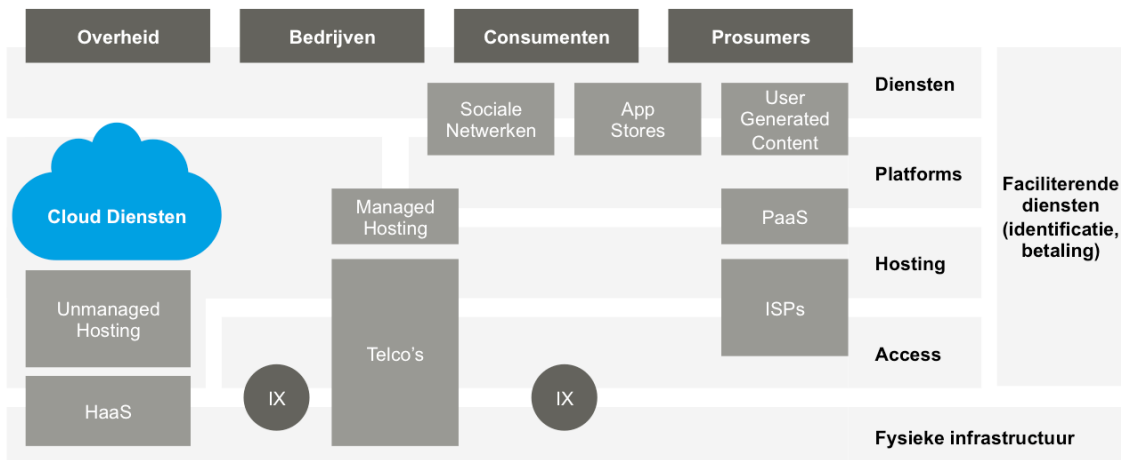 Overheid
Bedrijven
Consumenten
Prosumers
Diensten
Sociale
Netwerken
App
Stores
User
Generated
Content
Platforms
Cloud Diensten
Managed
Hosting
PaaS
Faciliterende
diensten
(identificatie,
betaling)
Hosting
Unmanaged
Hosting
Telco's
ISPs
Access
HaaS
IX
IX
Fysieke infrastructuur